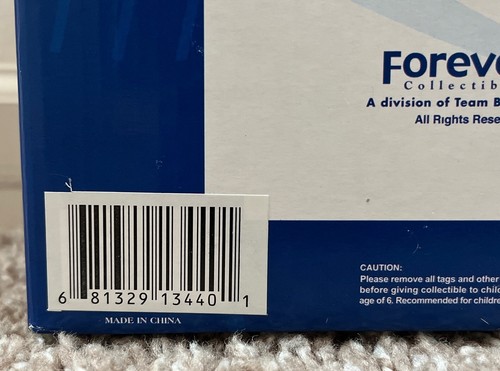 Forev
Collectib
A division of Team B
All Rights Rese
6 81329 13440 1
MADE IN CHINA
CAUTION:
Please remove all tags and other
before giving collectible to chil
age of 6. Recommended for childre